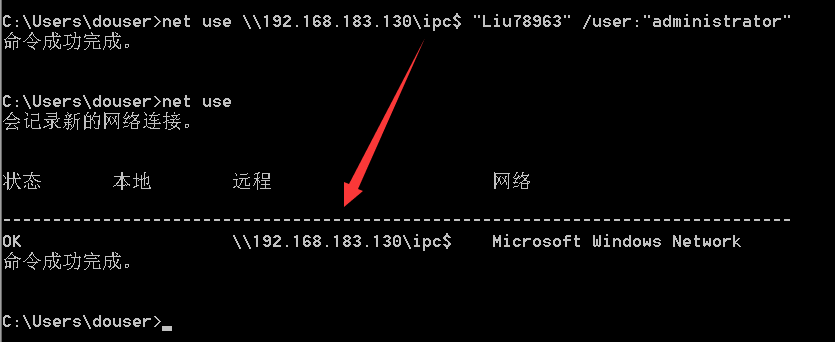 C:\Users\douser>net use \\192.168.183.130\ipc$ "Liu78963" /user:"administrator"
命令成功完成。
C:\Users\douser>net use
会记录新的网络连接。
状态 本地 远程 网络
-------------------------------------------------------------------------------
OK \\192.168.183.130\ipc$ Microsoft Windows Network
命令成功完成。
C:\Users\douser>_